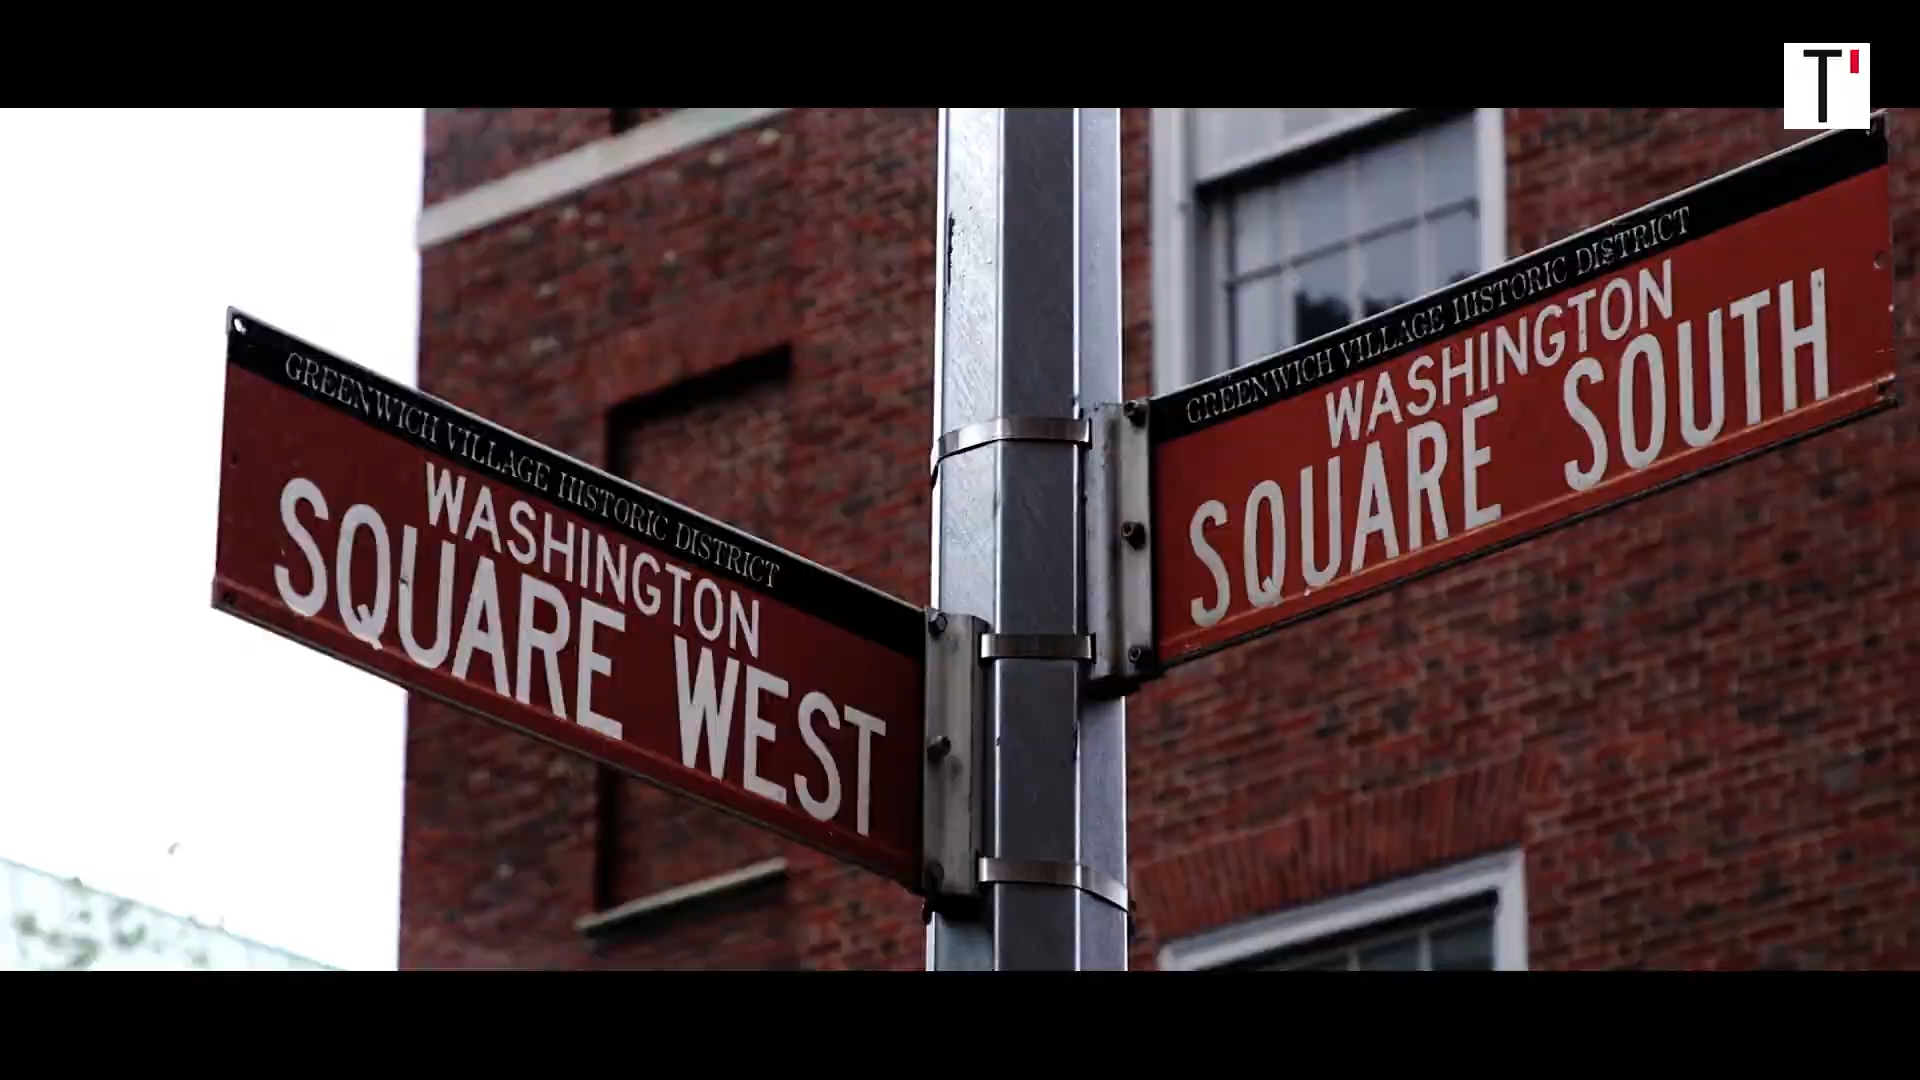 T'
GREENWICH VILLAGE HISTORIC DISTRICT
WASHINGTON
SQUARE WEST
GREENWICH VILLAGE HISTORIC DISTRICT
WASHINGTON
SQUARE SOUTH